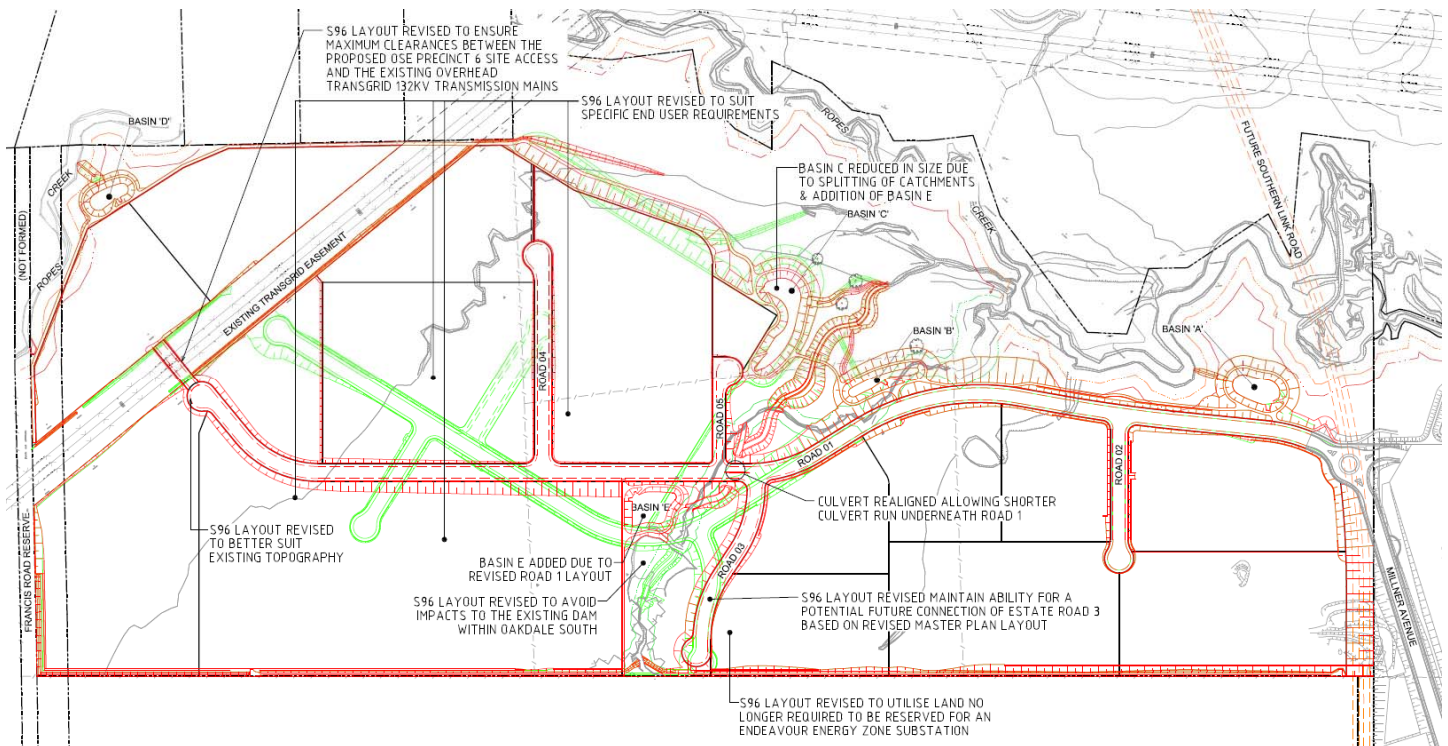 S96 LAYOUT REVISED TO ENSURE
MAXIMUM CLEARANCES BETWEEN THE
PROPOSED OSE PRECINCT 6 SITE ACCESS
AND THE EXISTING OVERHEAD
TRANSGRID 132KV TRANSMISSION MAINS
S96 LAYOUT REVISED TO SUIT
SPECIFIC END USER REQUIREMENTS
BASIN 'D'
CREEK
ROPES
(NOT FORMED)
EXISTING TRANSGRID EASEMENT
ROPES
CREEK
BASIN C REDUCED IN SIZE DUE
TO SPLITTING OF CATCHMENTS
& ADDITION OF BASIN E
BASIN 'C'
FUTURE SOUTHERN LINK ROAD
BASIN 'B'
BASIN 'A'
ROAD 04
ROAD 05
ROAD 01
ROAD 02
ROAD 03
BASIN 'E'
CULVERT REALIGNED ALLOWING SHORTER
CULVERT RUN UNDERNEATH ROAD 1
S96 LAYOUT REVISED
TO BETTER SUIT
EXISTING TOPOGRAPHY
BASIN E ADDED DUE TO
REVISED ROAD 1 LAYOUT
S96 LAYOUT REVISED TO AVOID
IMPACTS TO THE EXISTING DAM
WITHIN OAKDALE SOUTH
S96 LAYOUT REVISED MAINTAIN ABILITY FOR A
POTENTIAL FUTURE CONNECTION OF ESTATE ROAD 3
BASED ON REVISED MASTER PLAN LAYOUT
FRANCIS ROAD RESERVE
MILLNER AVENUE
S96 LAYOUT REVISED TO UTILISE LAND NO
LONGER REQUIRED TO BE RESERVED FOR AN
ENDEAVOUR ENERGY ZONE SUBSTATION